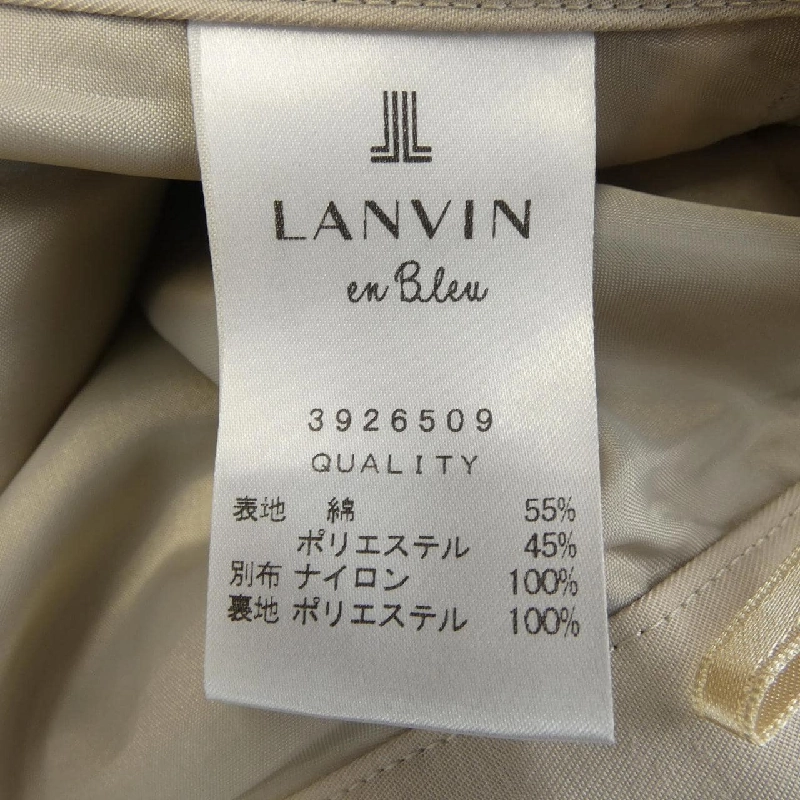 LANVIN
en Bleu
3926509
QUALITY
表地 綿 55%
ポリエステル 45%
別布 ナイロン 100%
裏地 ポリエステル 100%